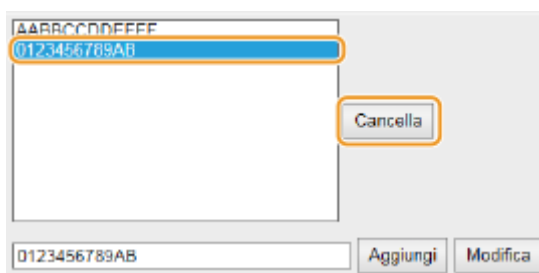 AABBCCDDEEFF
0123456789AB
Cancella
0123456789AB
Aggiungi
Modifica